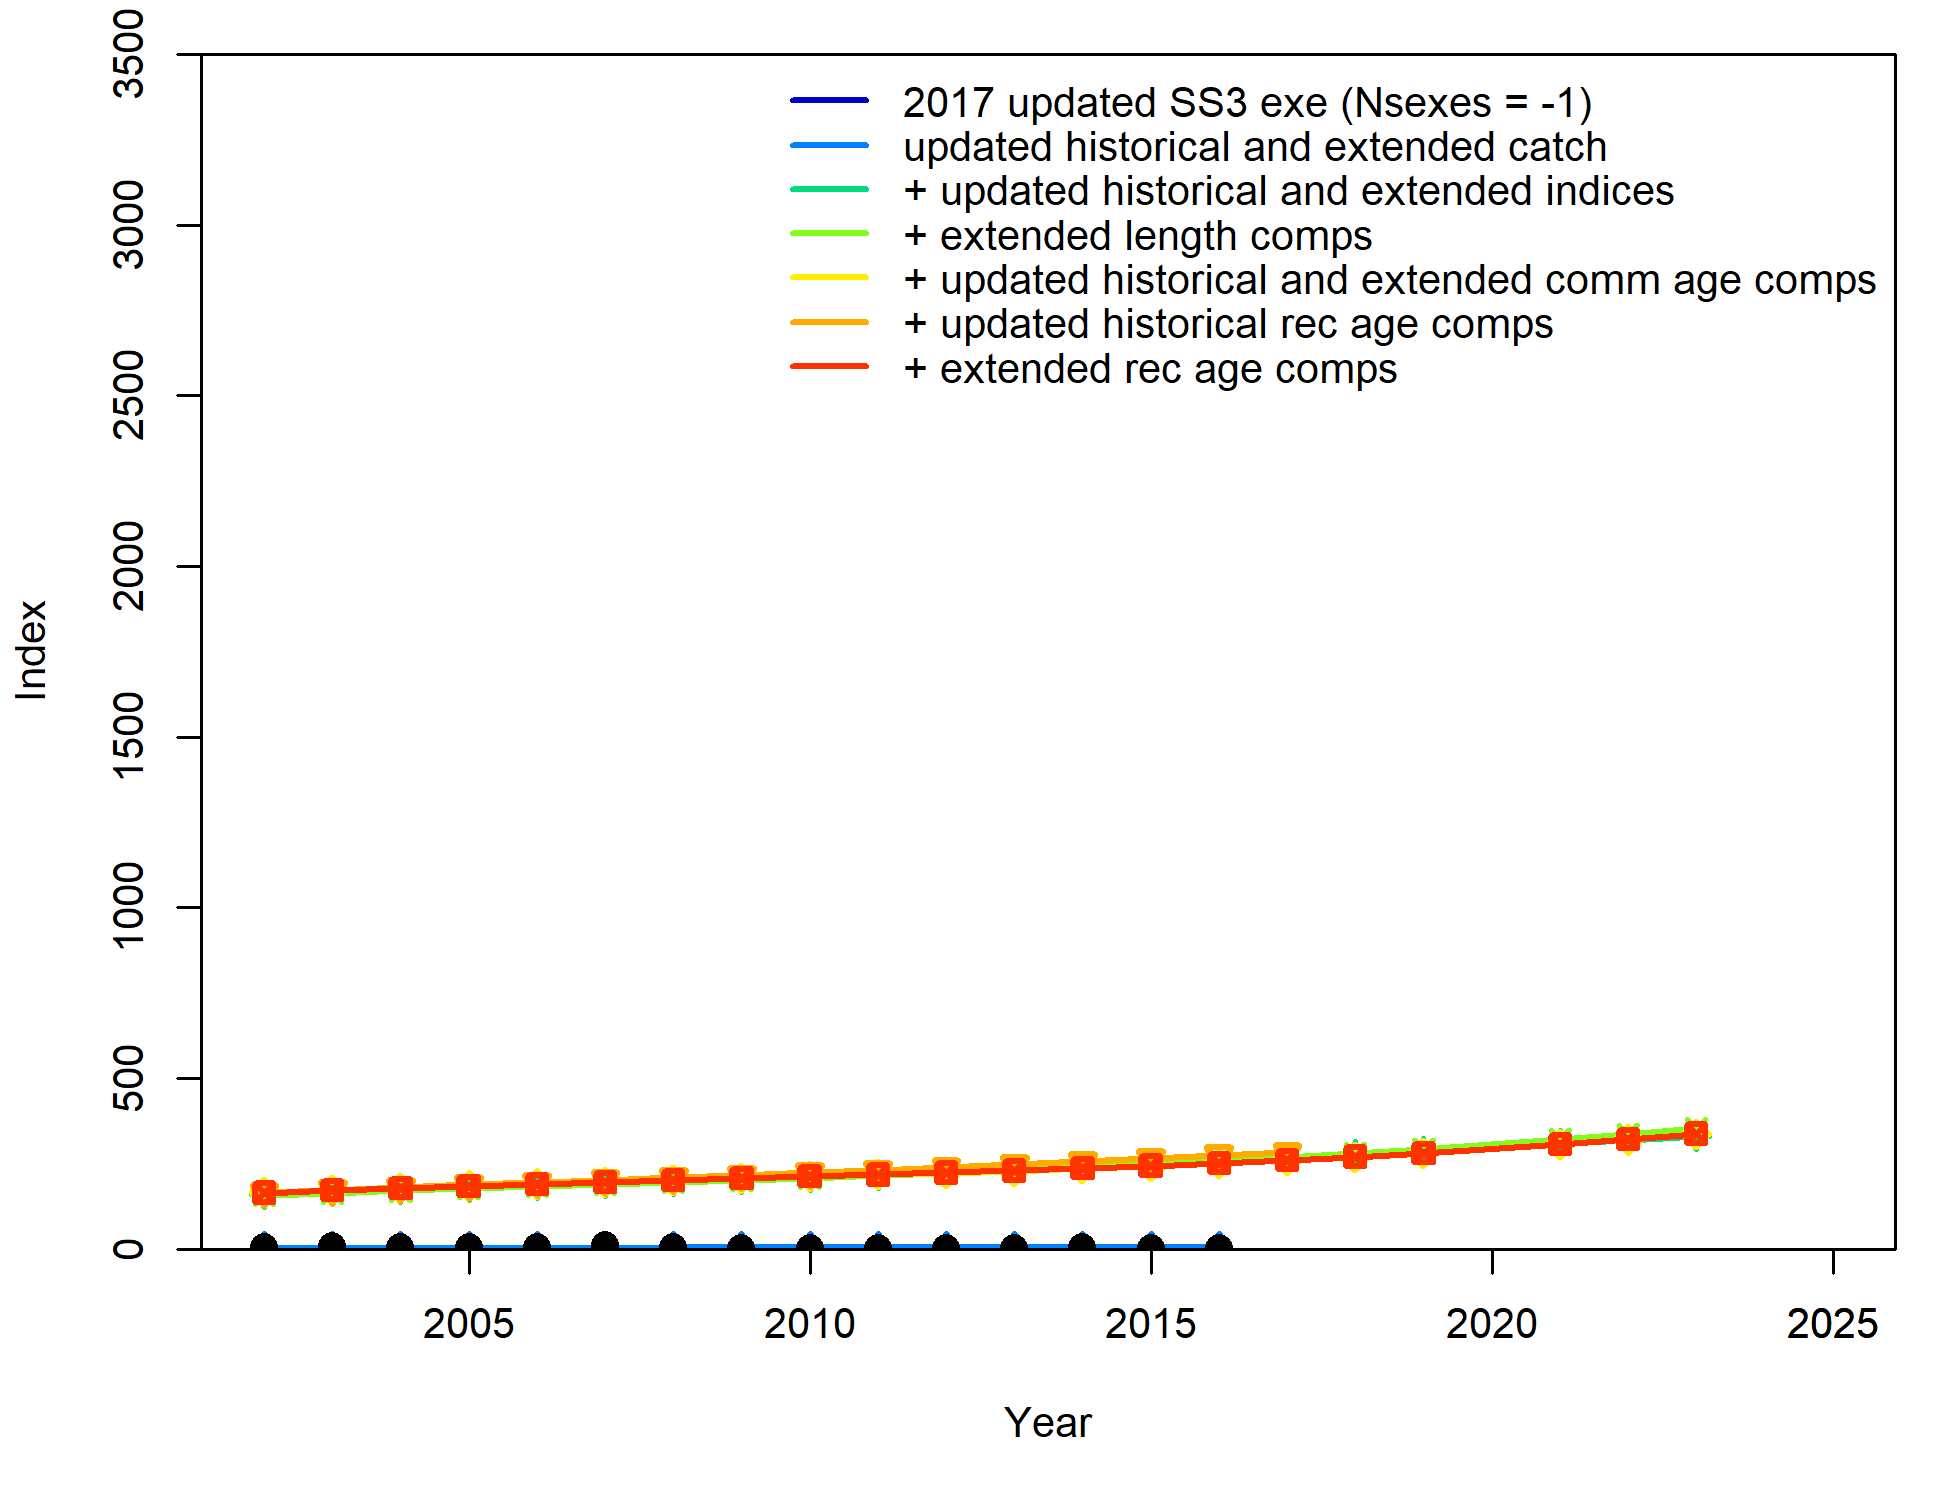 3500
3000
2500
2000
1500
1000
500
0
Index
2017 updated SS3 exe (Nsexes = -1)
updated historical and extended catch
+ updated historical and extended indices
+ extended length comps
+ updated historical and extended comm age comps
+ updated historical rec age comps
+ extended rec age comps
2005 2010 2015 2020 2025
Year